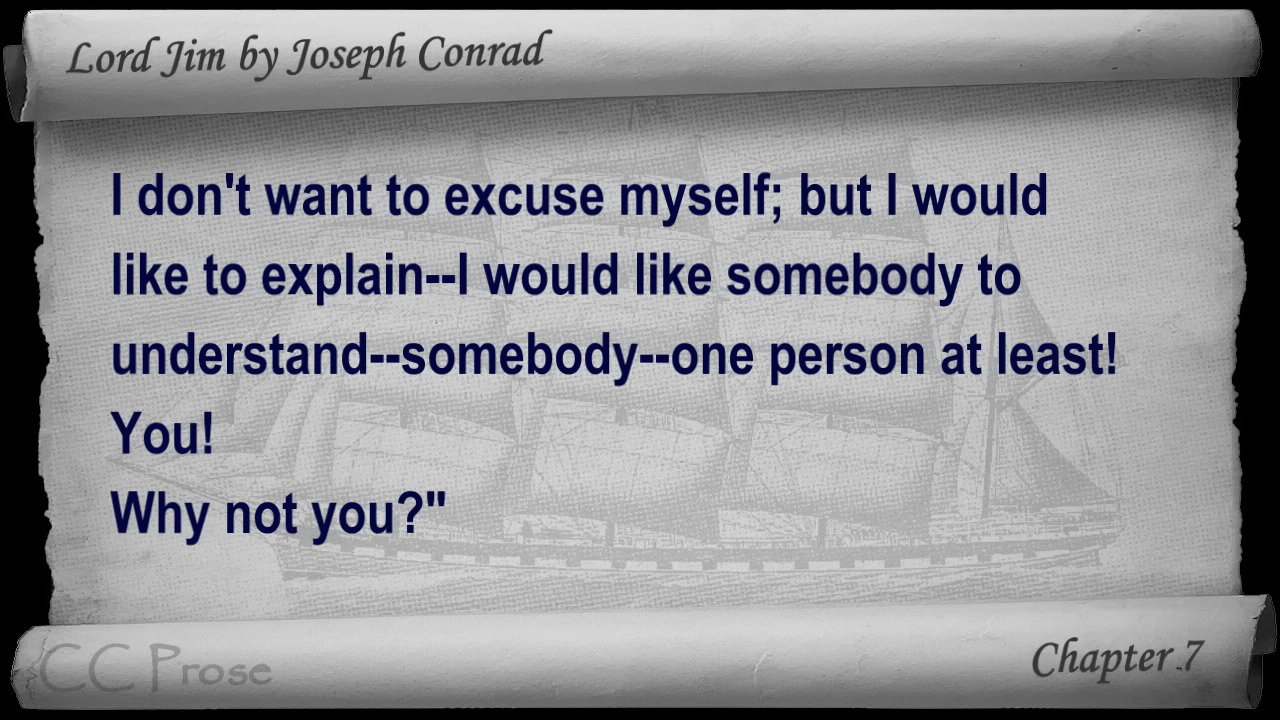 Lord Jim by Joseph Conrad
I don't want to excuse myself; but I would
like to explain--I would like somebody to
understand--somebody--one person at least!
You!
Why not you?"
CC Prose
Chapter 7